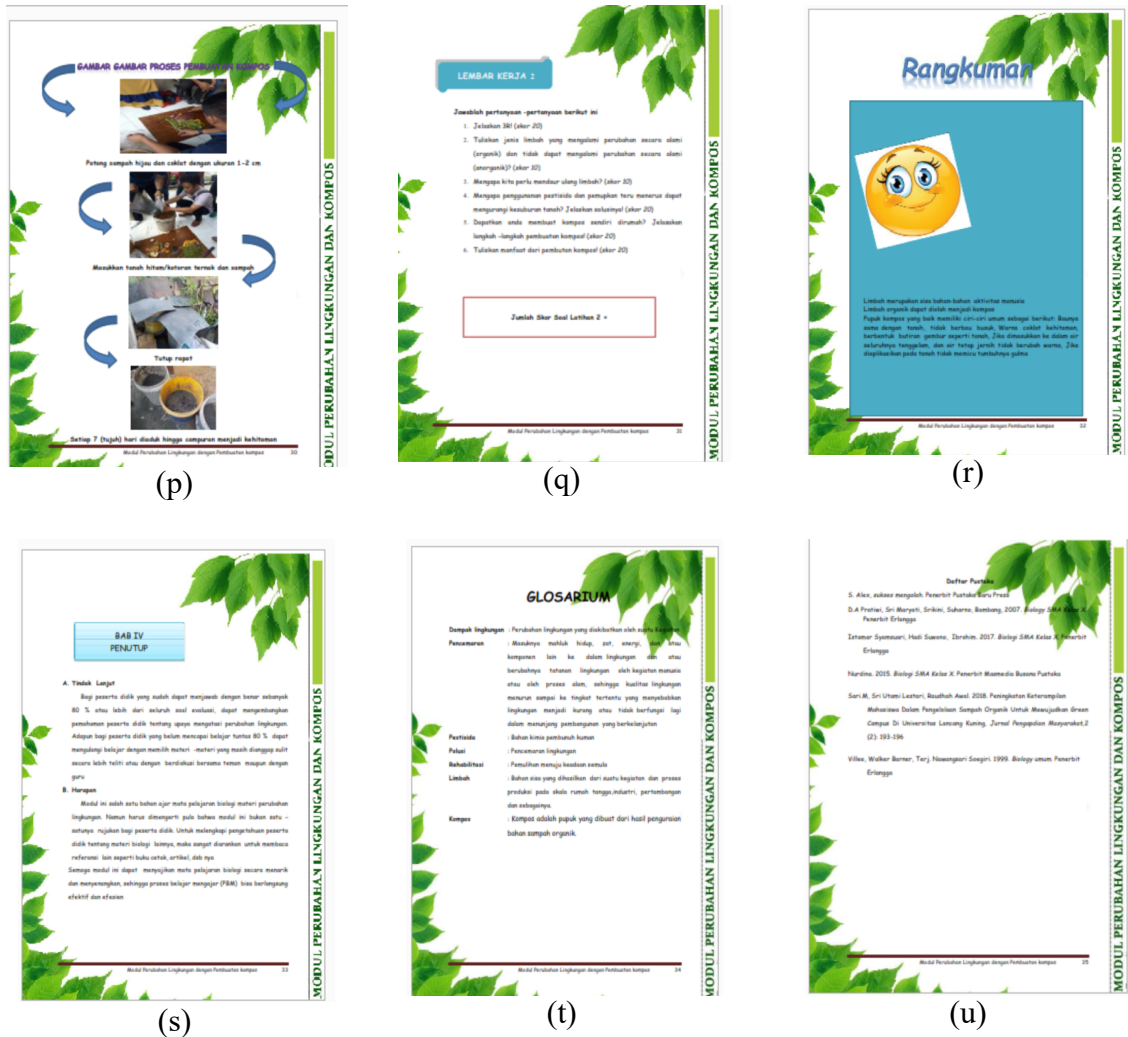 GAMBAR GAMBAR PROSES PEMBUATAN KOMPOS
Potong sampah hijau dan coklat dengan ukuran 1-2 cm
Masukkan tanah hitam/kotoran ternak dan sampah
Tutup rapat
Setiap 7 (tujuh) hari diaduk hingga campuran menjadi kehitaman
Modul Perubahan Lingkungan dengan Pembuatan kompos 30
MODUL PERUBAHAN LINGKUNGAN DAN KOMPOS
(p)
LEMBAR KERJA 2
Jawablah pertanyaan -pertanyaan berikut ini
1. Jelaskan 3R! (skor 20)
2. Tuliskan jenis limbah yang mengalami perubahan secara alami
(organik) dan tidak dapat mengalami perubahan secara alami
(anorganik)? (skor 10)
3. Mengapa kita perlu mendaur ulang limbah? (skor 10)
4. Mengapa penggunaan pestisida dan pemupkan teru menerus dapat
mengurangi kesuburan tanah? Jelaskan solusinya! (skor 20)
5. Dapatkan anda membuat kompos sendiri dirumah? Jelasakan
langkah -langkah pembuatan kompos! (skor 20)
6. Tuliskan manfaat dari pembutan kompos! (skor 20)
Jumlah Skor Soal Latihan 2 =
Modul Perubahan Lingkungan dengan Pembuatan kompos 31
MODUL PERUBAHAN LINGKUNGAN DAN KOMPOS
(q)
Rangkuman
Limbah merupakan sisa bahan-bahan aktivitas manusia
Limbah organik dapat diolah menjadi kompos
Pupuk kompos yang baik memiliki ciri-ciri umum sebagai berikut: Baunya
sama dengan tanah, tidak berbau busuk, Warna coklat kehitaman,
berbentuk butiran gembur seperti tanah, Jika dimasukkan ke dalam air
seluruhnya tenggelam, dan air tetap jernih tidak berubah warna, Jika
diaplikasikan pada tanah tidak memicu tumbuhnya gulma
Modul Perubahan Lingkungan dengan Pembuatan kompos 32
MODUL PERUBAHAN LINGKUNGAN DAN KOMPOS
(r)
BAB IV
PENUTUP
A. Tindak Lanjut
Bagi peserta didik yang sudah dapat menjawab dengan benar sebanyak
80 % atau lebih dari seluruh soal evaluasi, dapat mengembangkan
pemahaman peserta didik tentang upaya mengatasi perubahan lingkungan.
Adapun bagi peserta didik yang belum mencapai belajar tuntas 80 % dapat
mengulangi belajar dengan memilih materi -materi yang masih dianggap sulit
secara lebih teliti atau dengan berdiskusi bersama teman maupun dengan
guru
B. Harapan
Modul ini salah satu bahan ajar mata pelajaran biologi materi perubahan
lingkungan. Namun harus dimengerti pula bahwa modul ini bukan satu –
satunya rujukan bagi peserta didik. Untuk melengkapi pengetahuan peserta
didik tentang materi biologi lainnya, maka sangat diarankan untuk membaca
referensi lain seperti buku cetak, artikel, dsb nya
Semoga modul ini dapat menyajikan mata pelajaran biologi secara menarik
dan menyenangkan, sehingga proses belajar mengajar (PBM) bisa berlangsung
efektif dan efesien
Modul Perubahan Lingkungan dengan Pembuatan kompos 33
MODUL PERUBAHAN LINGKUNGAN DAN KOMPOS
(s)
GLOSARIUM
Dampak lingkungan : Perubahan lingkungan yang diakibatkan oleh suatu Kegiatan
Pencemaran : Masuknya mahluk hidup, zat, energi, dan atau
komponen lain ke dalam lingkungan dan atau
berubahnya tatanan lingkungan oleh kegiatan manusia
atau oleh proses alam, sehingga kualitas lingkungan
menurun sampai ke tingkat tertentu yang menyebabkan
lingkungan menjadi kurang atau tidak berfungsi lagi
dalam menunjang pembangunan yang berkelanjutan
Pestisida : Bahan kimia pembunuh kuman
Polusi : Pencemaran lingkungan
Rehabilitasi : Pemulihan menuju keadaan semula
Limbah : Bahan sisa yang dihasilkan dari suatu kegiatan dan proses
produksi pada skala rumah tangga,industri, pertambangan
dan sebagainya.
Kompos : Kompos adalah pupuk yang dibuat dari hasil penguraian
bahan sampah organik.
Modul Perubahan Lingkungan dengan Pembuatan kompos 34
MODUL PERUBAHAN LINGKUNGAN DAN KOMPOS
(t)
Daftar Pustaka
S. Alex, sukses mengolah. Penerbit Pustaka Baru Press
D.A Pratiwi, Sri Maryati, Srikini, Suharno, Bambang, 2007. Biology SMA Kelas X.
Penerbit Erlangga
Istamar Syamsuari, Hadi Suwono, Ibrohim. 2017. Biologi SMA Kelas X. Penerbit
Erlangga
Nurdina. 2015. Biologi SMA Kelas X. Penerbit Masmedia Busana Pustaka
Sari.M, Sri Utami Lestari, Raudhah Awal. 2018. Peningkatan Keterampilan
Mahasiswa Dalam Pengelolaan Sampah Organik Untuk Mewujudkan Green
Campus Di Universitas Lancang Kuning, Jurnal Pengapdian Masyarakat,2
(2): 193-196
Villee, Walker Barner, Terj. Nawangsari Soegiri. 1999. Biology umum. Penerbit
Erlangga
Modul Perubahan Lingkungan dengan Pembuatan kompos 35
MODUL PERUBAHAN LINGKUNGAN DAN KOMPOS
(u)